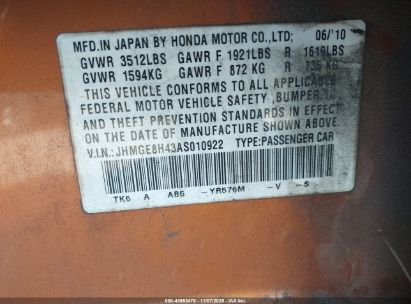 MFD.IN JAPAN BY HONDA MOTOR CO.,LTD; 06/'10
GVWR 3512LBS GAWR F 1921LBS R 1619LBS
GVWR 1594KG GAWR F 872 KG R 735 KG
THIS VEHICLE CONFORMS TO ALL APPLICABLE
FEDERAL MOTOR VEHICLE SAFETY, BUMPER,
AND THEFT PREVENTION STANDARDS IN EFFECT ON
THE DATE OF MANUFACTURE SHOWN ABOVE.
V.I.N.: JHMGE8H43AS010922 TYPE:PASSENGER CAR
TK6 A AB5 -YR576M -V -S